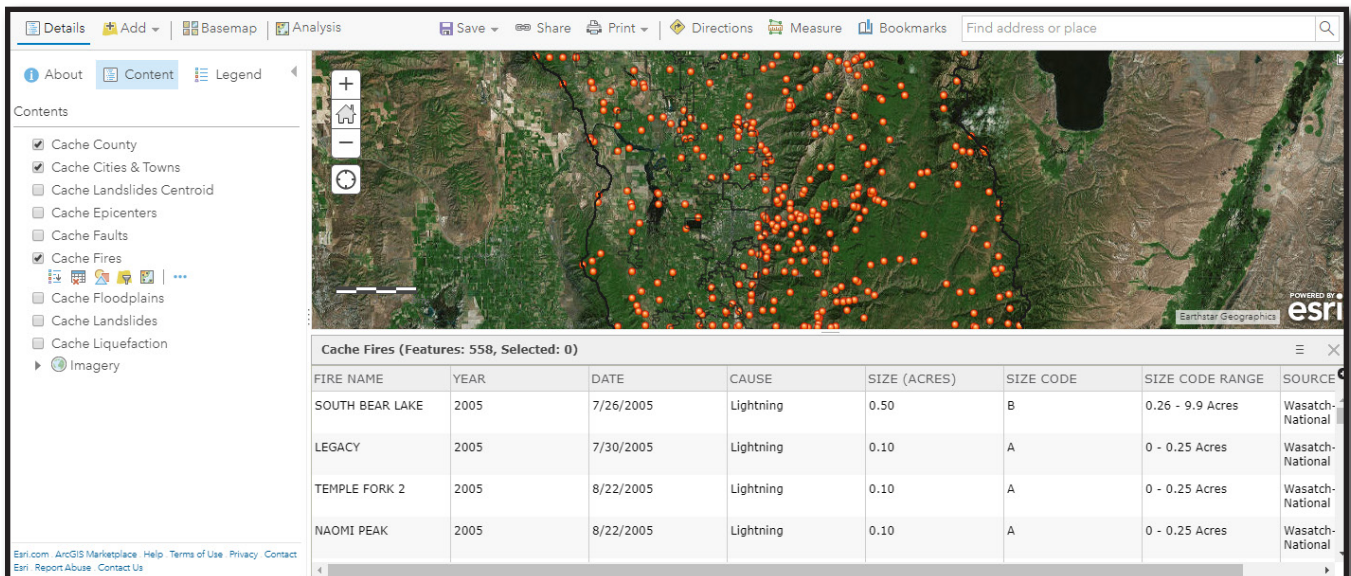 Details Add Basemap Analysis Save Share Print Directions Measure Bookmarks Find address or place
About Content Legend
Contents
Cache County
Cache Cities & Towns
Cache Landslides Centroid
Cache Epicenters
Cache Faults
Cache Fires
Cache Floodplains
Cache Landslides
Cache Liquefaction
Imagery
Esri.com ArcGIS Marketplace Help Terms of Use Privacy Contact
Esri Report Abuse Contact Us
POWERED BY
esri
Earthstar Geographics
Cache Fires (Features: 558, Selected: 0)
FIRE NAME YEAR DATE CAUSE SIZE (ACRES) SIZE CODE SIZE CODE RANGE SOURCE
SOUTH BEAR LAKE 2005 7/26/2005 Lightning 0.50 B 0.26 - 9.9 Acres Wasatch-
National
LEGACY 2005 7/30/2005 Lightning 0.10 A 0 - 0.25 Acres Wasatch-
National
TEMPLE FORK 2 2005 8/22/2005 Lightning 0.10 A 0 - 0.25 Acres Wasatch-
National
NAOMI PEAK 2005 8/22/2005 Lightning 0.10 A 0 - 0.25 Acres Wasatch-
National